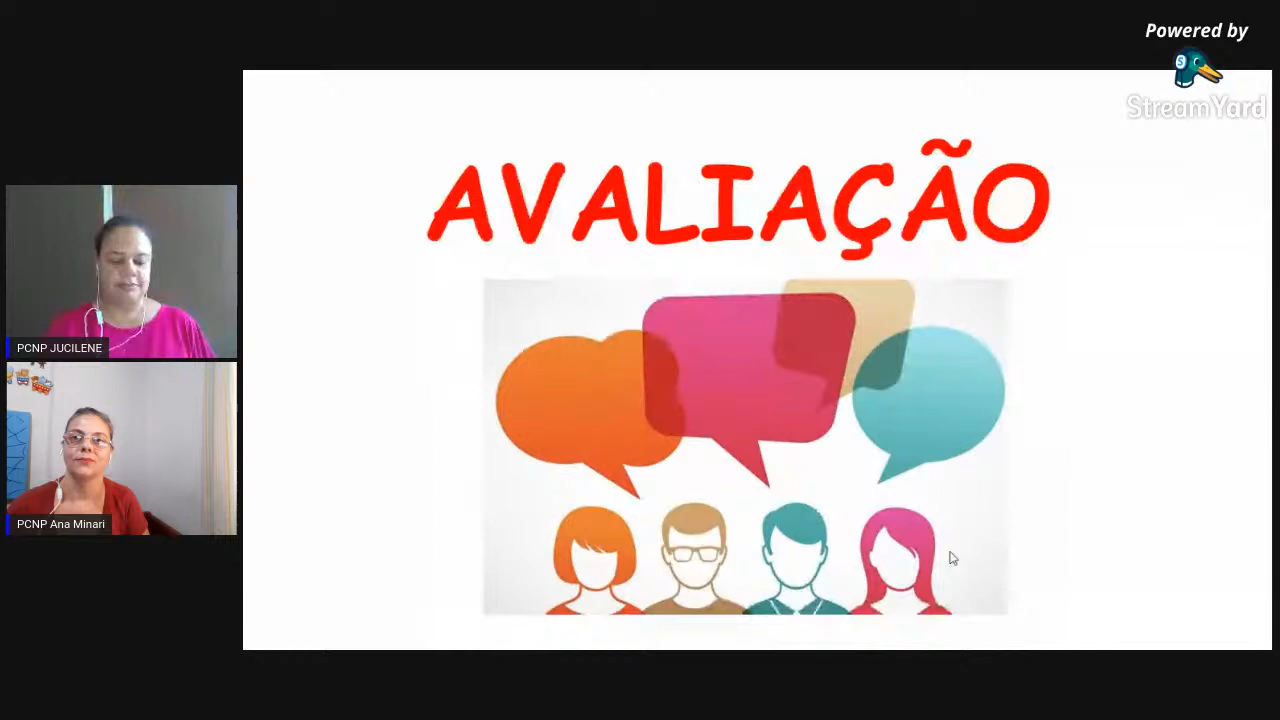 Powered by
StreamYard
AVALIAÇÃO
PCNP JUCILENE
PCNP Ana Minari